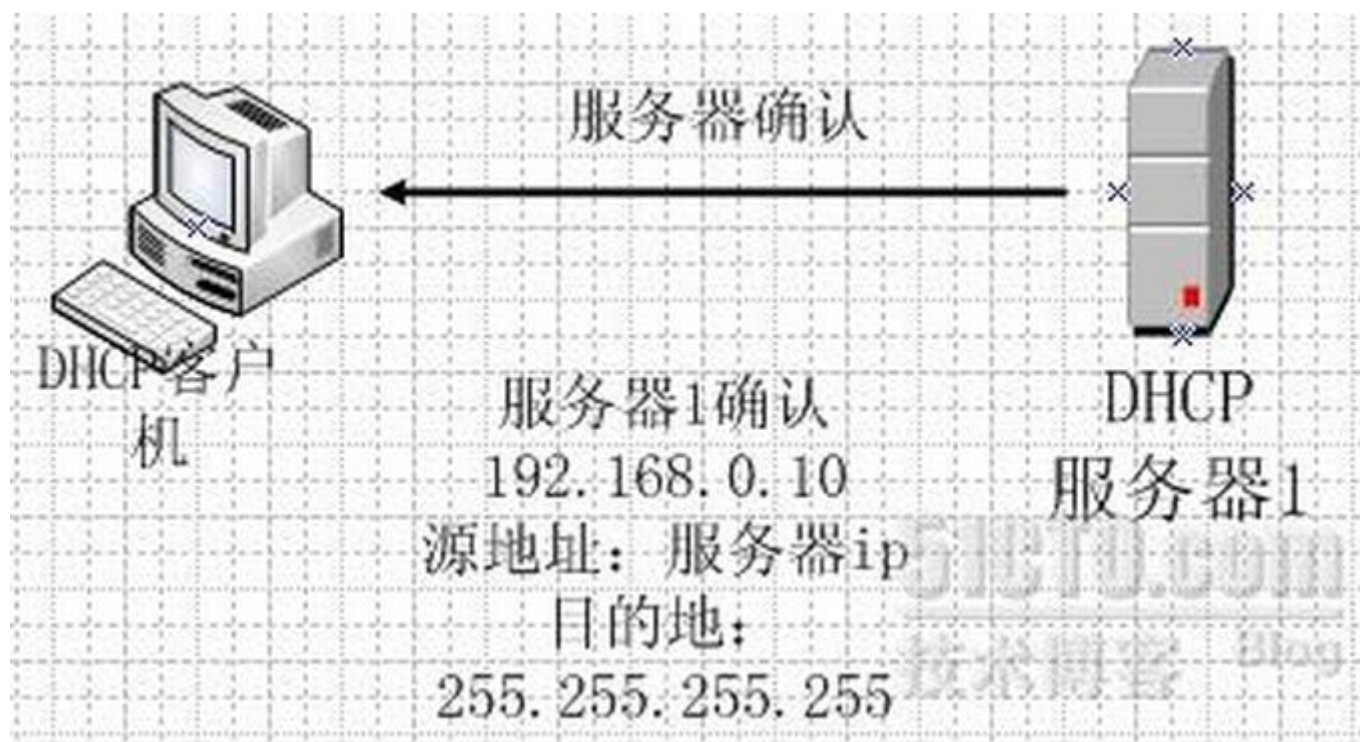 服务器确认
DHCP客户
机
服务器1确认
192.168.0.10
源地址：服务器ip
目的地：
255.255.255.255
DHCP
服务器1
51CTO.com
技术博客 Blog